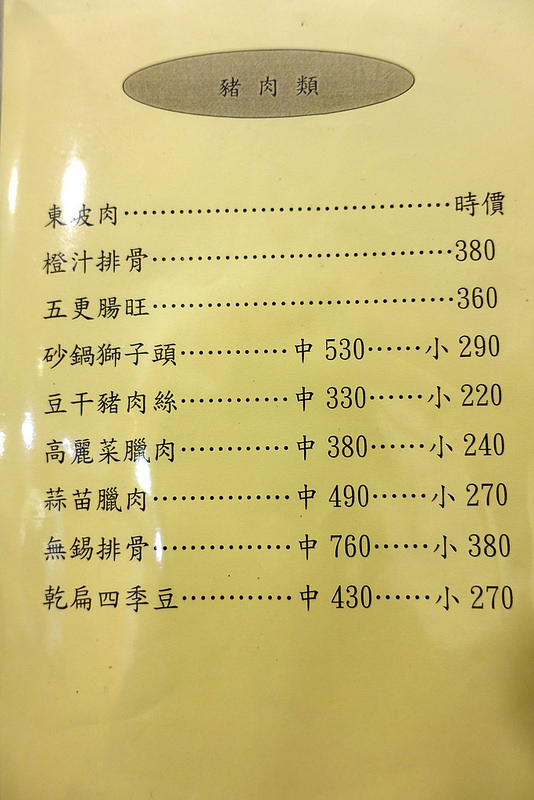 豬肉類
東坡肉⋯⋯⋯⋯⋯⋯⋯⋯⋯⋯⋯時價
橙汁排骨⋯⋯⋯⋯⋯⋯⋯⋯⋯⋯380
五更腸旺⋯⋯⋯⋯⋯⋯⋯⋯⋯⋯360
砂鍋獅子頭⋯⋯⋯⋯中 530⋯⋯小 290
豆干豬肉絲⋯⋯⋯⋯中 330⋯⋯小 220
高麗菜臘肉⋯⋯⋯⋯中 380⋯⋯小 240
蒜苗臘肉⋯⋯⋯⋯⋯中 490⋯⋯小 270
無錫排骨⋯⋯⋯⋯⋯中 760⋯⋯小 380
乾扁四季豆⋯⋯⋯⋯中 430⋯⋯小 270